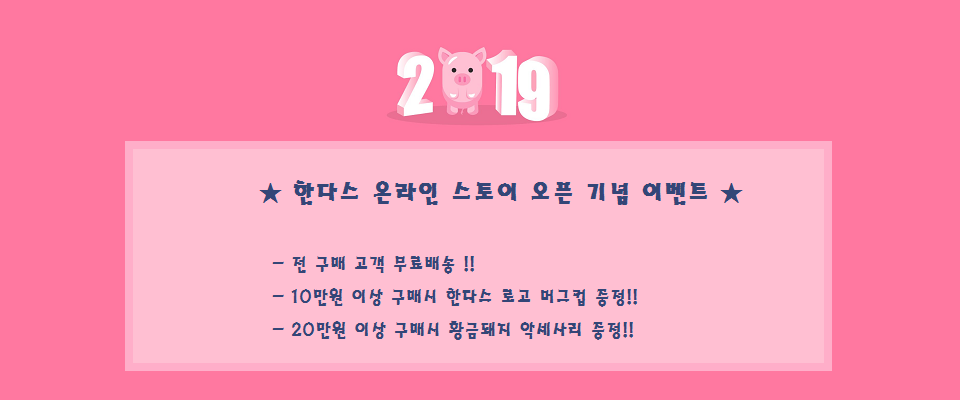 2019
★ 한다스 온라인 스토어 오픈 기념 이벤트 ★
- 전 구매 고객 무료배송 !!
- 10만원 이상 구매시 한다스 로고 머그컵 증정!!
- 20만원 이상 구매시 황금돼지 악세사리 증정!!